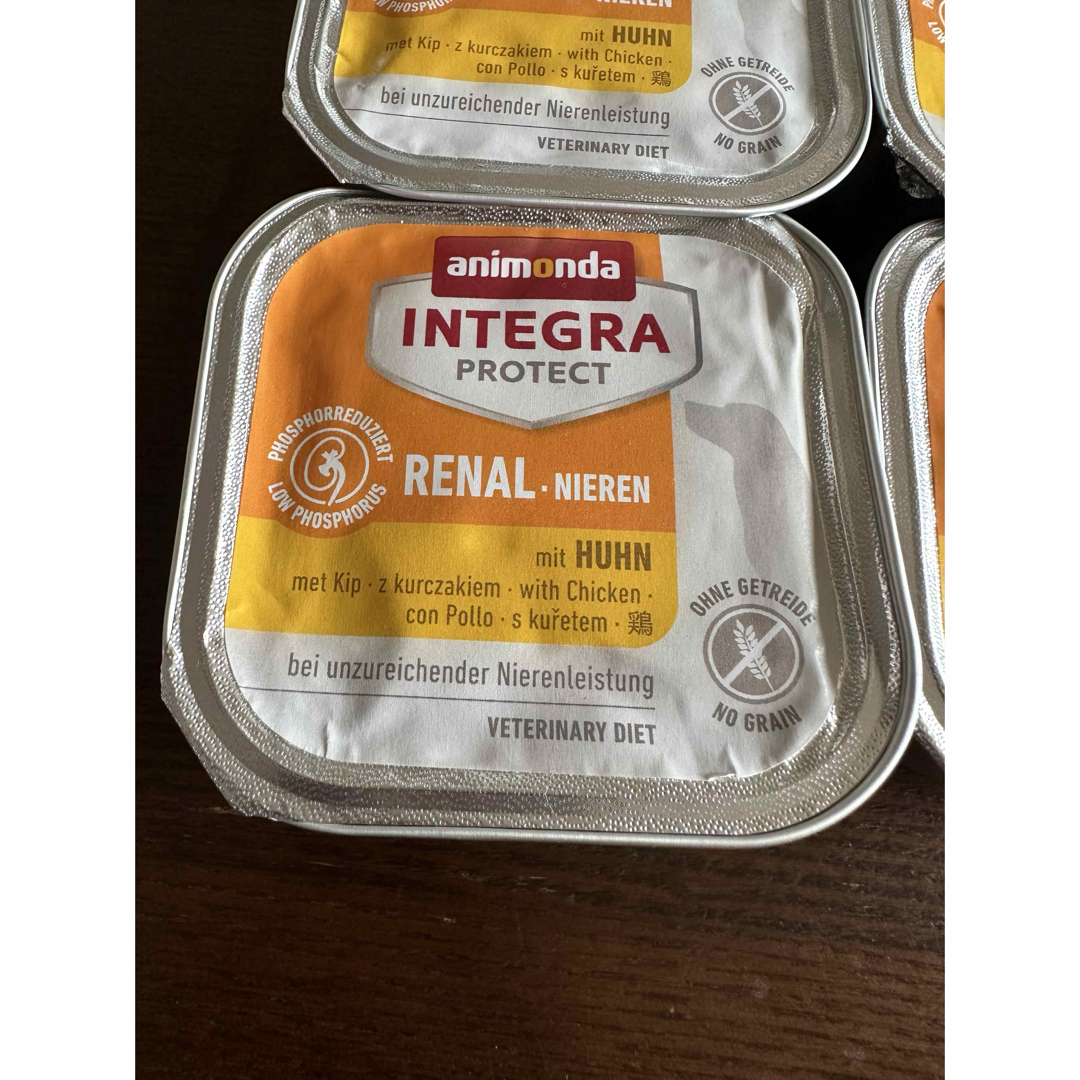 LOW PHOSPHORUS
NIEREN
mit HUHN
met Kip · z kurczakiem · with Chicken ·
con Pollo · s kuřetem · 鶏
bei unzureichender Nierenleistung
VETERINARY DIET
OHNE GETREIDE
NO GRAIN
animonda
INTEGRA
PROTECT
PHOSPHORREDUZIERT
LOW PHOSPHORUS
RENAL · NIEREN
mit HUHN
met Kip · z kurczakiem · with Chicken ·
con Pollo · s kuřetem · 鶏
bei unzureichender Nierenleistung
VETERINARY DIET
OHNE GETREIDE
NO GRAIN